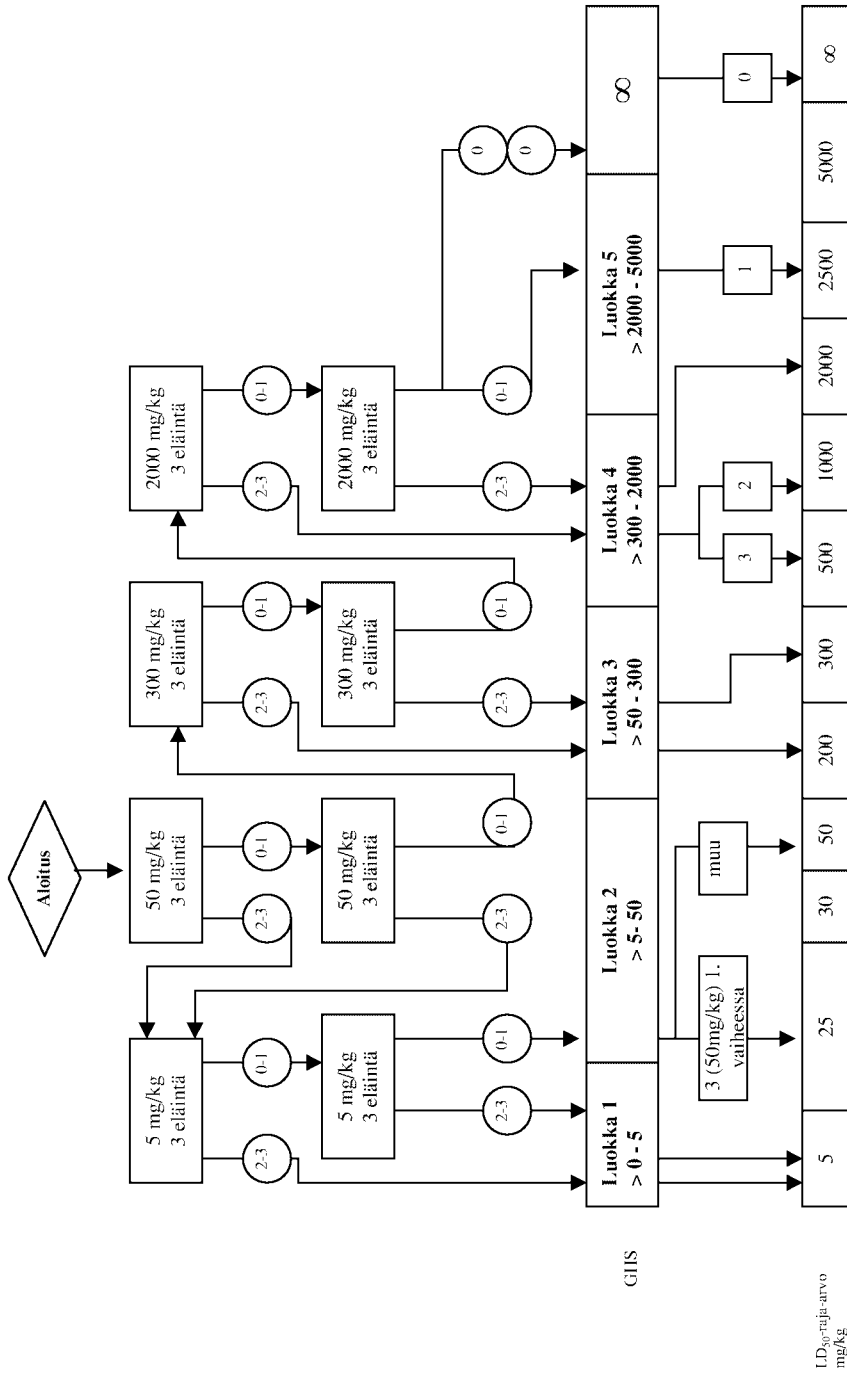 Aloitus
5 mg/kg
3 eläintä
50 mg/kg
3 eläintä
300 mg/kg
3 eläintä
2000 mg/kg
3 eläintä
2-3
0-1
2-3
0-1
2-3
0-1
2-3
0-1
5 mg/kg
3 eläintä
50 mg/kg
3 eläintä
300 mg/kg
3 eläintä
2000 mg/kg
3 eläintä
2-3
0-1
2-3
0-1
2-3
0-1
2-3
0-1
0
0
GHS
Luokka 1
> 0 - 5
Luokka 2
> 5- 50
Luokka 3
> 50 - 300
Luokka 4
> 300 - 2000
Luokka 5
> 2000 - 5000
∞
3 (50mg/kg) 1.
vaiheessa
muu
3
2
1
0
LD50-raja-arvo
mg/kg
5
25
30
50
200
300
500
1000
2000
2500
5000
∞